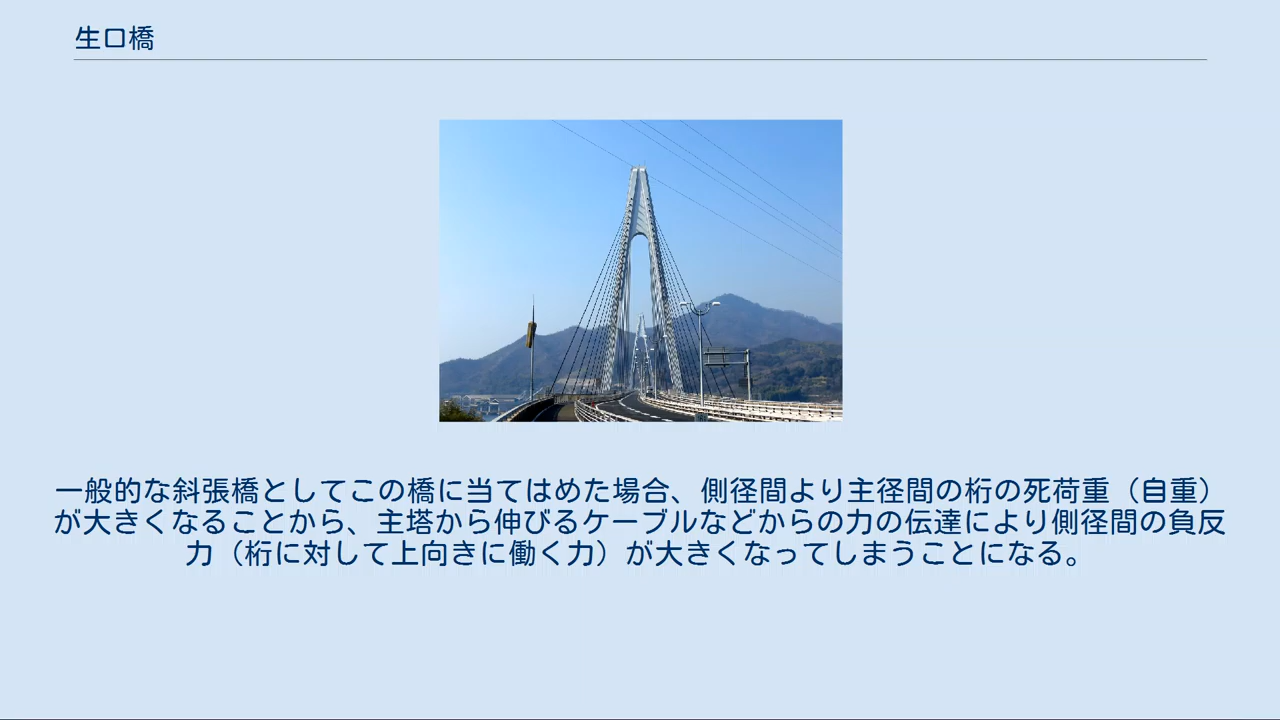 生口橋
一般的な斜張橋としてこの橋に当てはめた場合、側径間より主径間の桁の死荷重（自重）
が大きくなることから、主塔から伸びるケーブルなどからの力の伝達により側径間の負反
力（桁に対して上向きに働く力）が大きくなってしまうことになる。